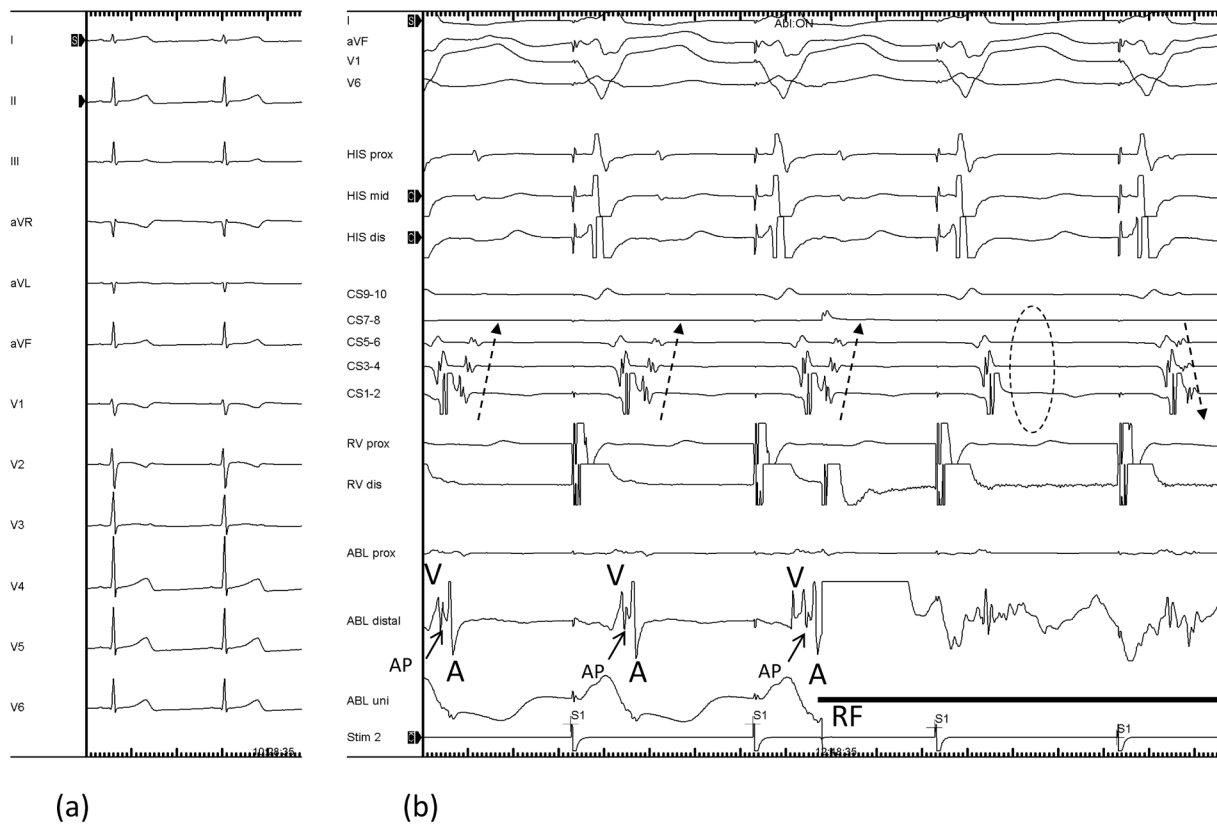 I
S
II
III
aVR
aVL
aVF
V1
V2
V3
V4
V5
V6
(a)
Abl:ON
I
S
aVF
V1
V6
HIS prox
HIS mid
C
HIS dis
C
CS9-10
CS7-8
CS5-6
CS3-4
CS1-2
RV prox
RV dis
ABL prox
V V V
ABL distal
AP AP AP
A A A
ABL uni
RF
S1 S1 S1 S1
Stim 2
C
(b)